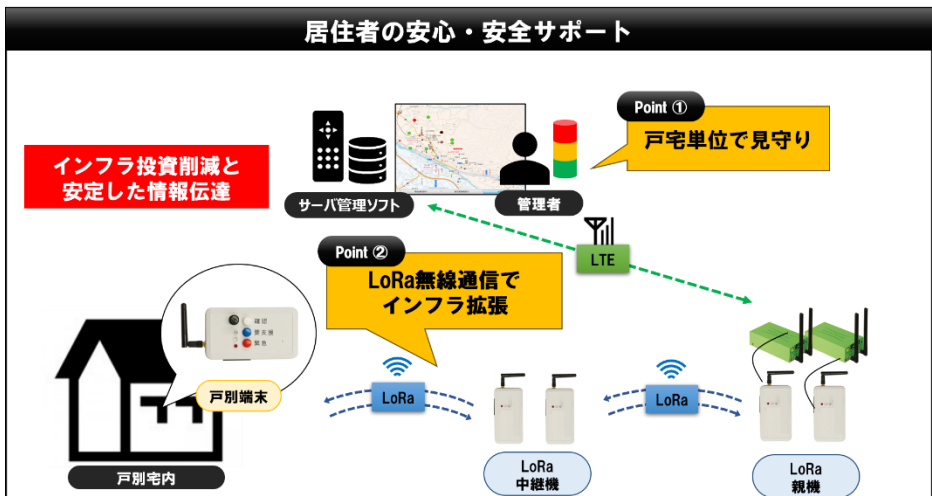 居住者の安心・安全サポート
Point ①
戸宅単位で見守り
インフラ投資削減と
安定した情報伝達
サーバ管理ソフト
管理者
LTE
Point ②
LoRa無線通信で
インフラ拡張
確認
要支援
緊急
戸別端末
LoRa
LoRa
戸別宅内
LoRa
中継機
LoRa
親機